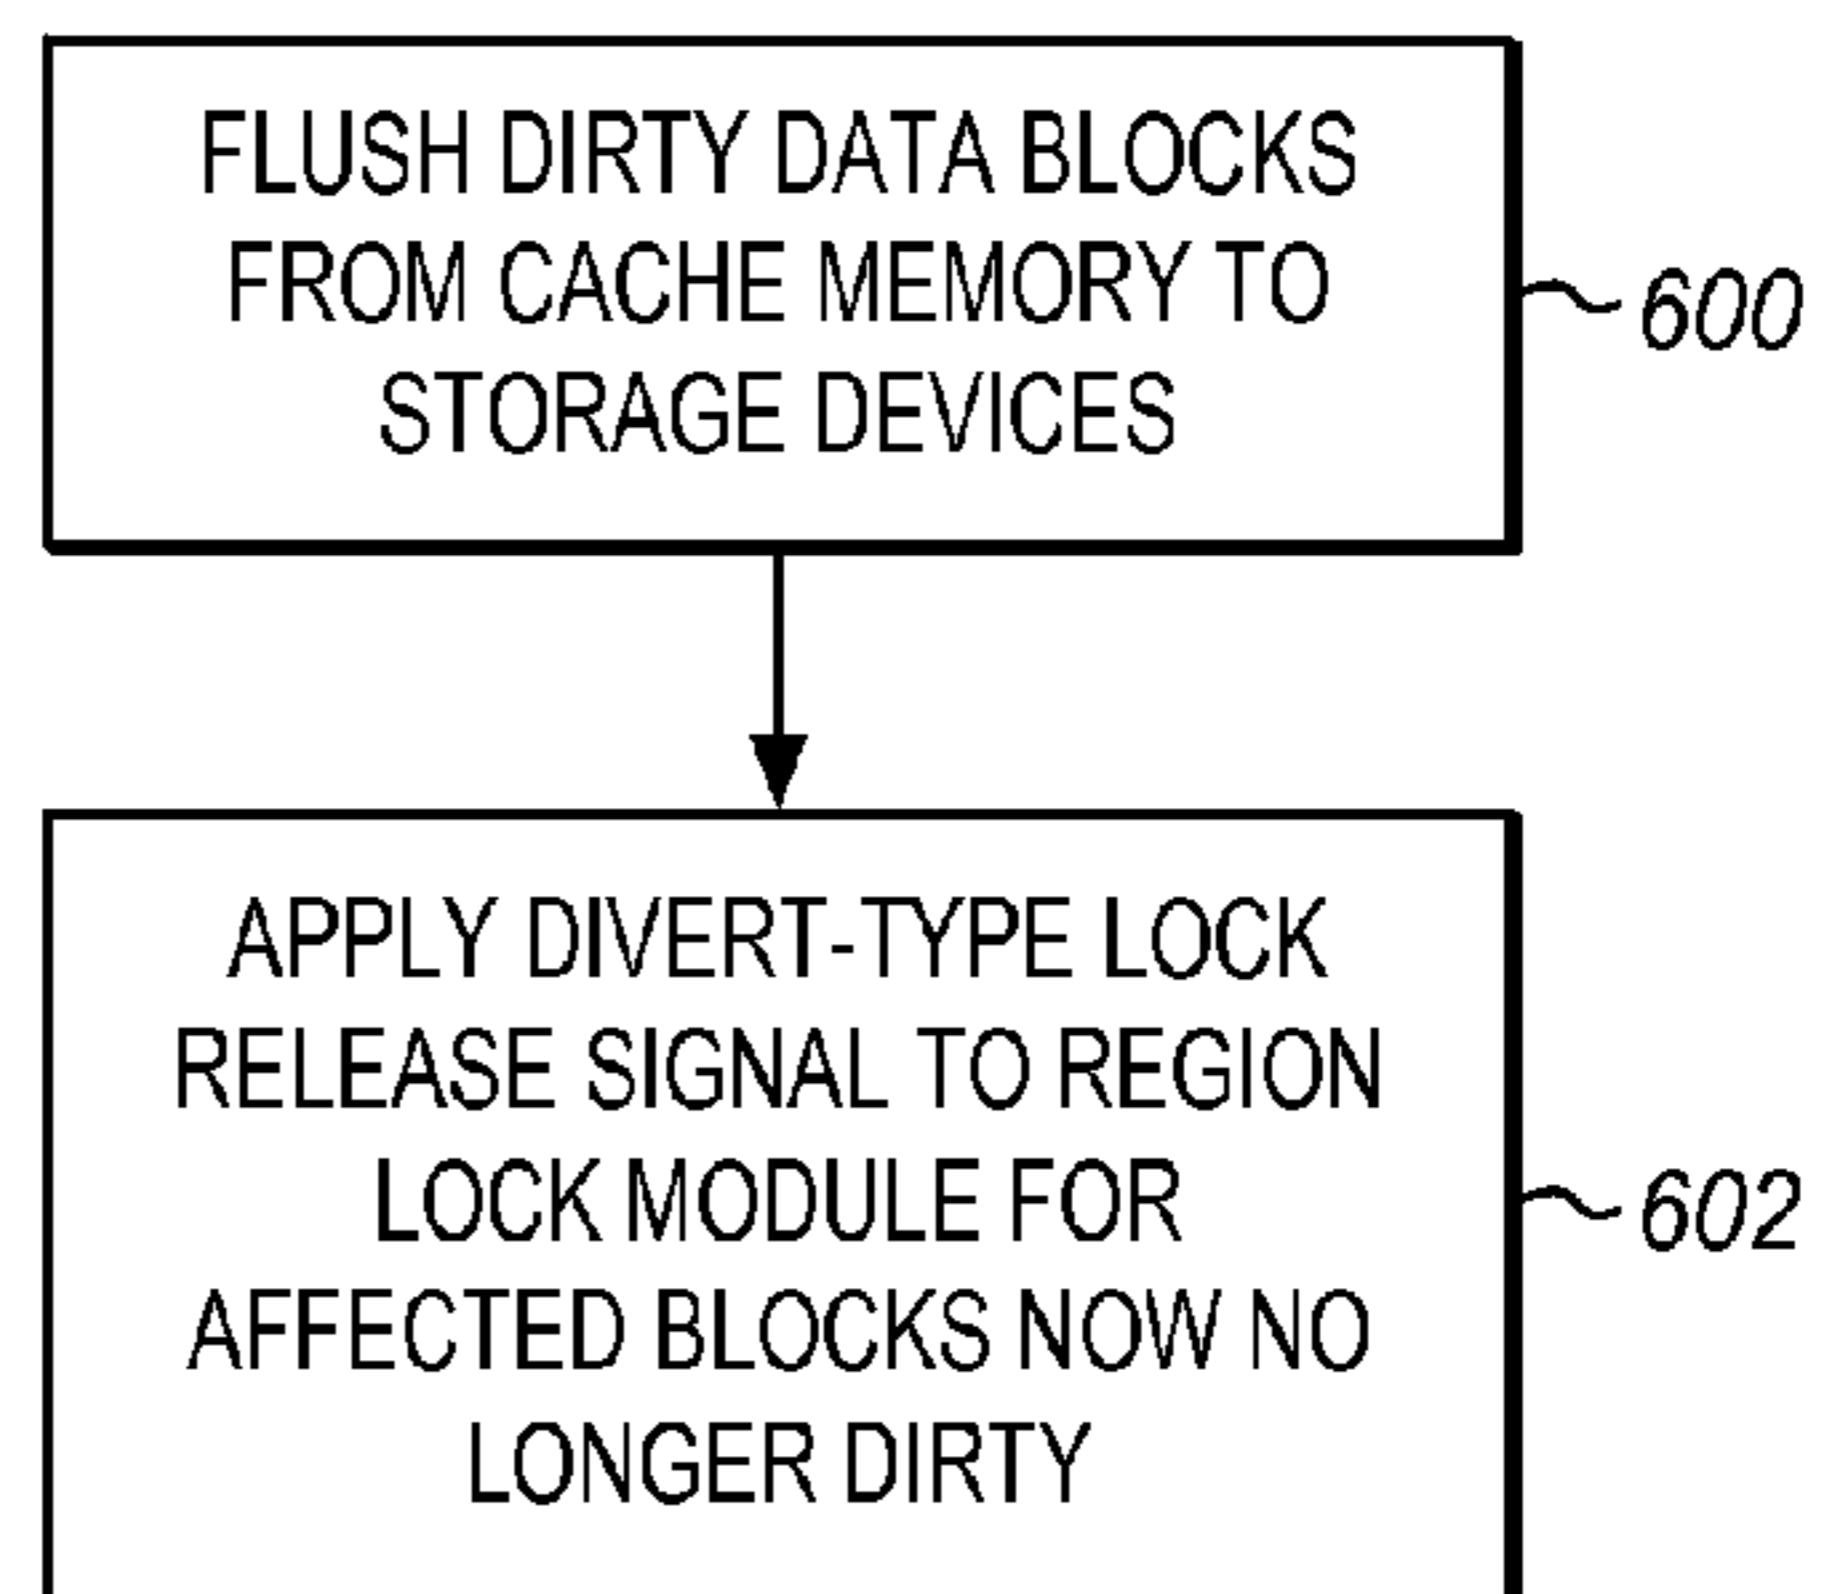 FLUSH DIRTY DATA BLOCKS
FROM CACHE MEMORY TO
STORAGE DEVICES
600
APPLY DIVERT-TYPE LOCK
RELEASE SIGNAL TO REGION
LOCK MODULE FOR
AFFECTED BLOCKS NOW NO
LONGER DIRTY
602